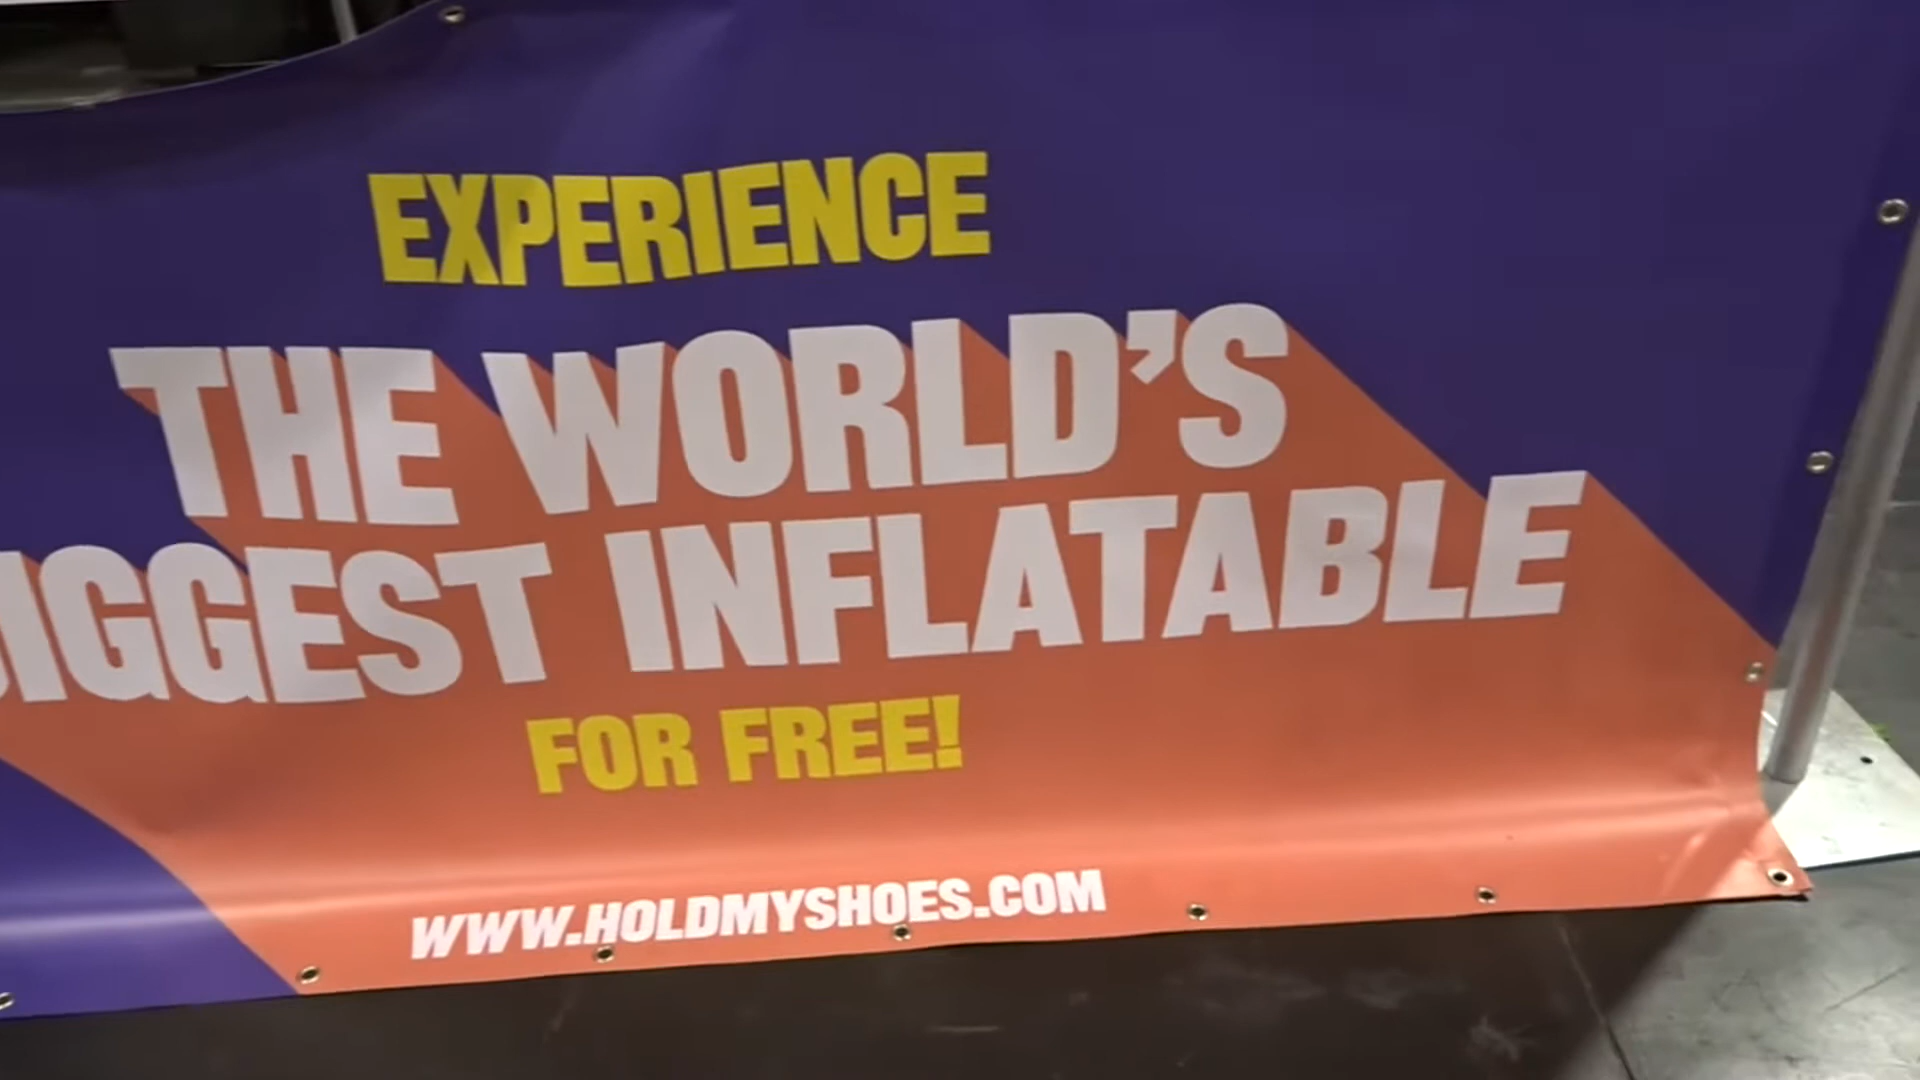 EXPERIENCE
THE WORLD'S
IGGEST INFLATABLE
FOR FREE!
WWW.HOLDMYSHOES.COM